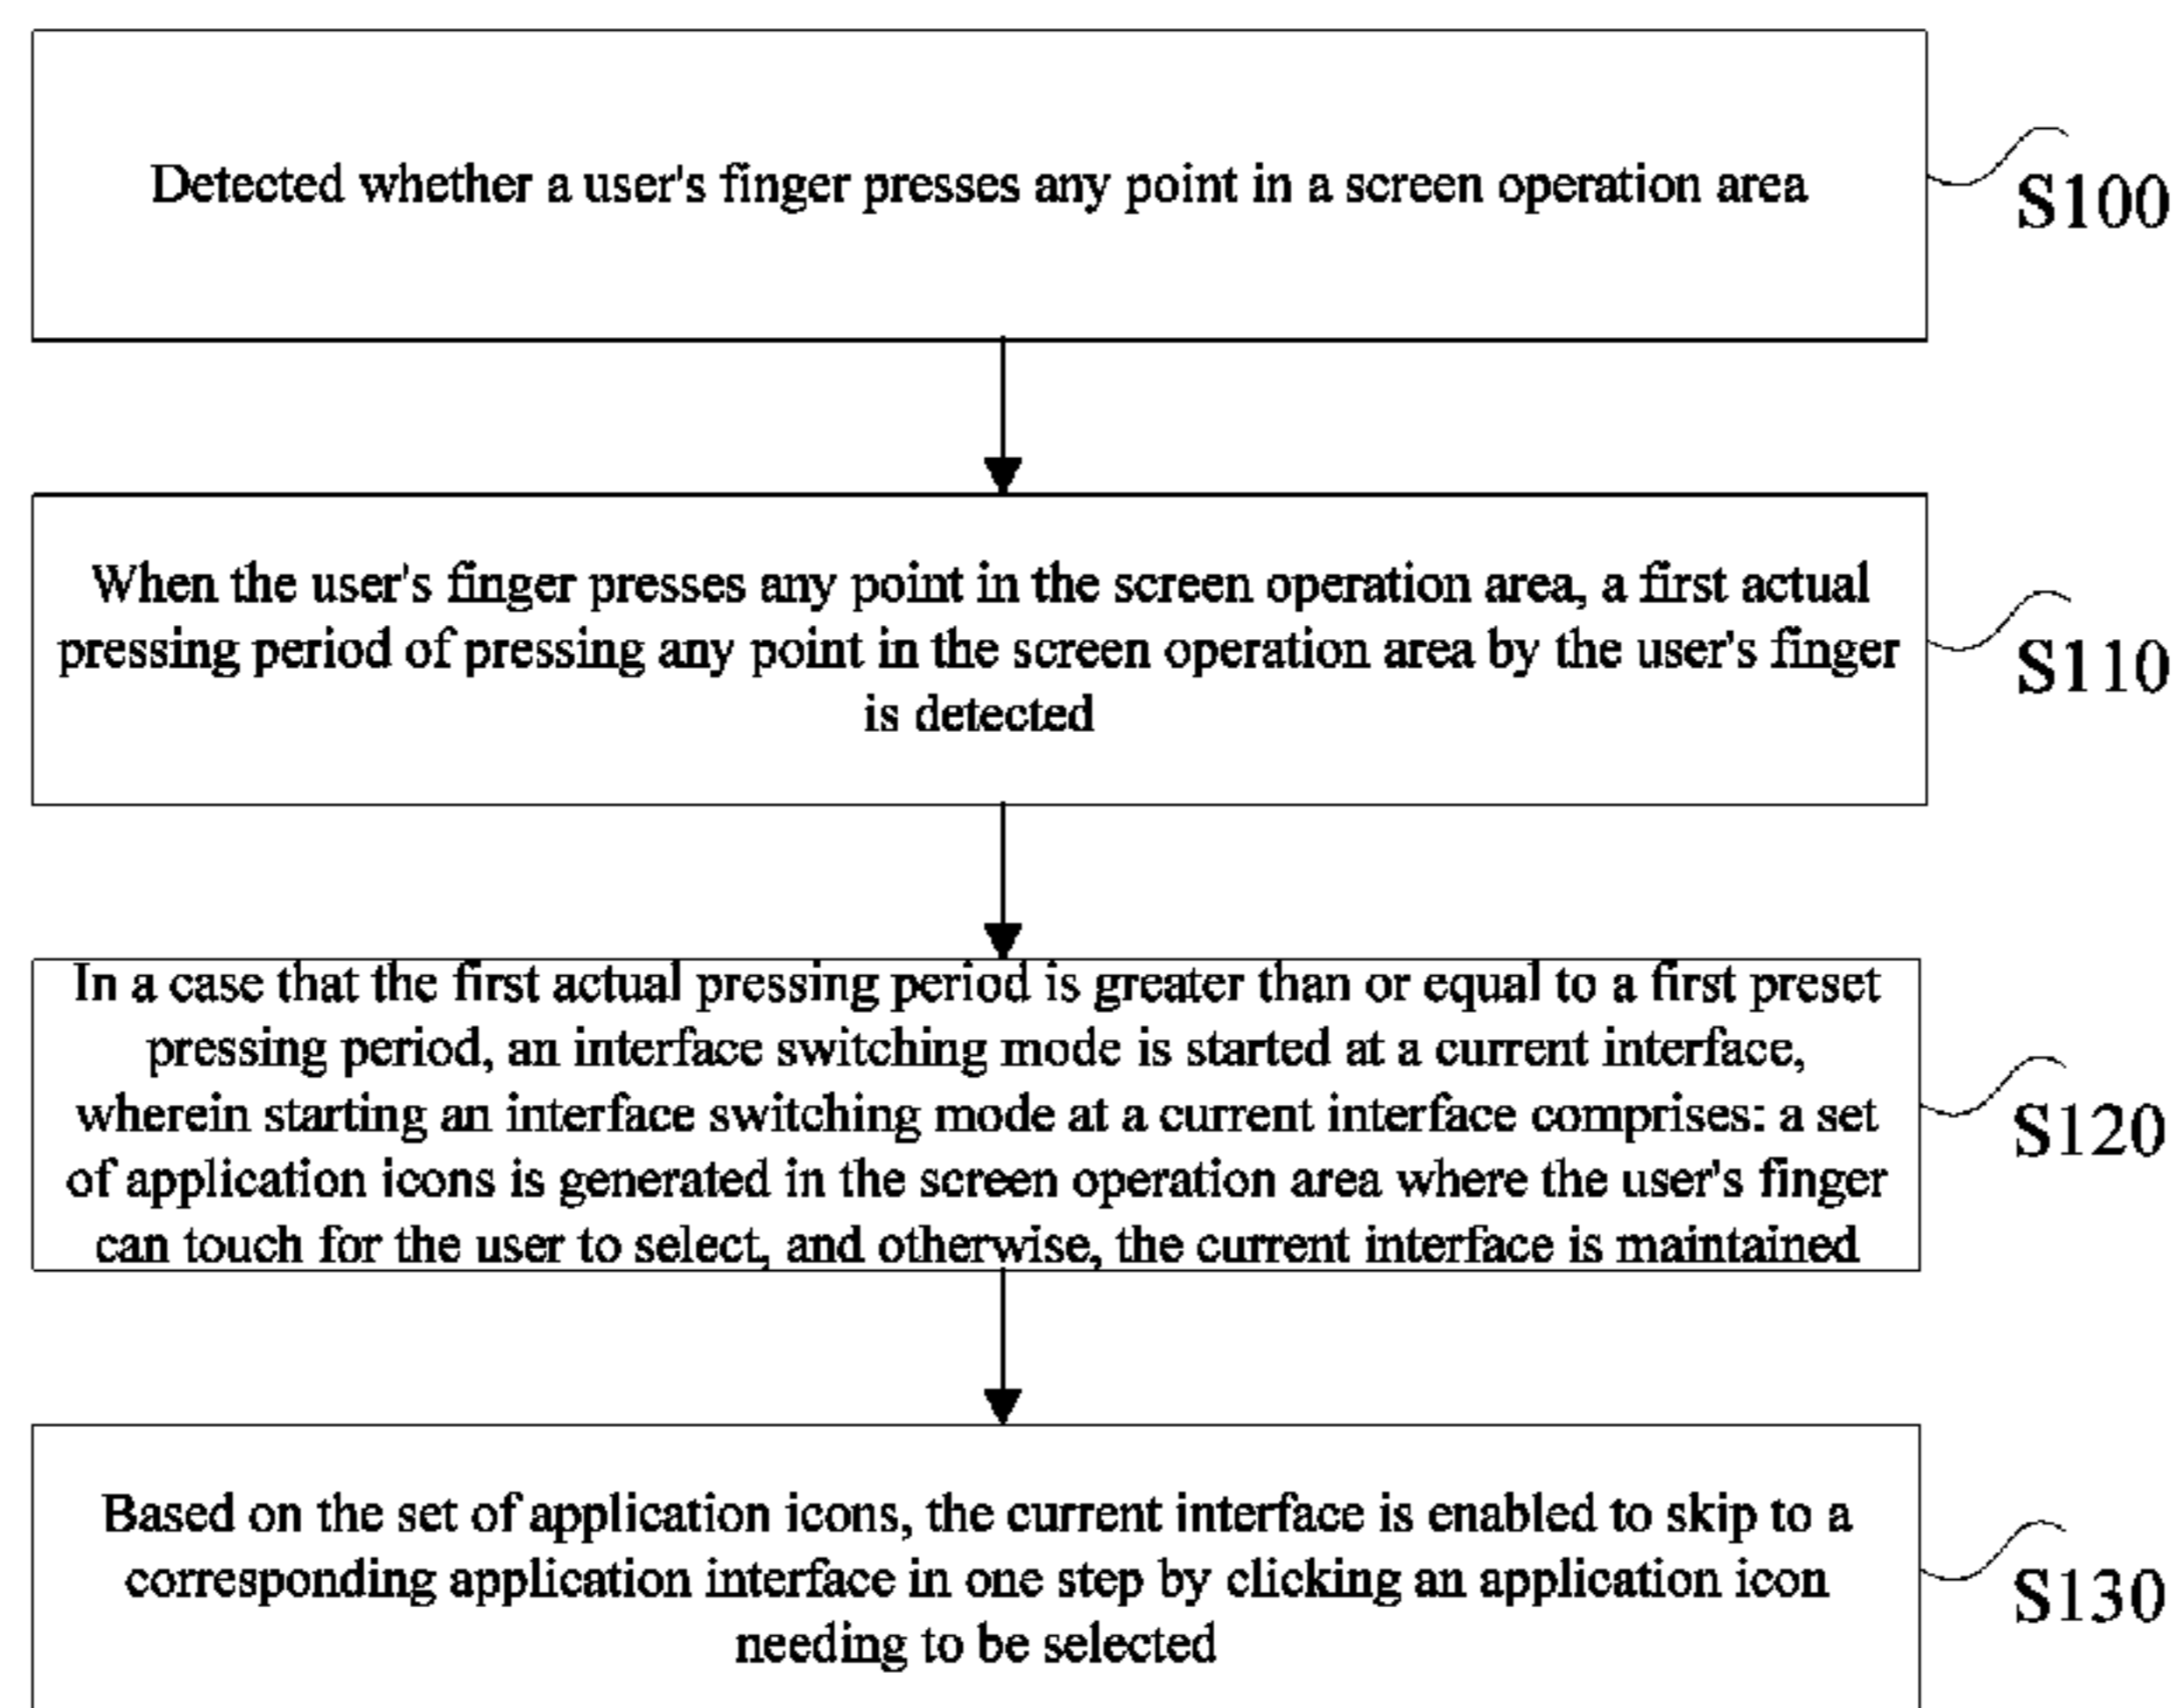 Detected whether a user's finger presses any point in a screen operation area
S100
When the user's finger presses any point in the screen operation area, a first actual
pressing period of pressing any point in the screen operation area by the user's finger
is detected
S110
In a case that the first actual pressing period is greater than or equal to a first preset
pressing period, an interface switching mode is started at a current interface,
wherein starting an interface switching mode at a current interface comprises: a set
of application icons is generated in the screen operation area where the user's finger
can touch for the user to select, and otherwise, the current interface is maintained
S120
Based on the set of application icons, the current interface is enabled to skip to a
corresponding application interface in one step by clicking an application icon
needing to be selected
S130